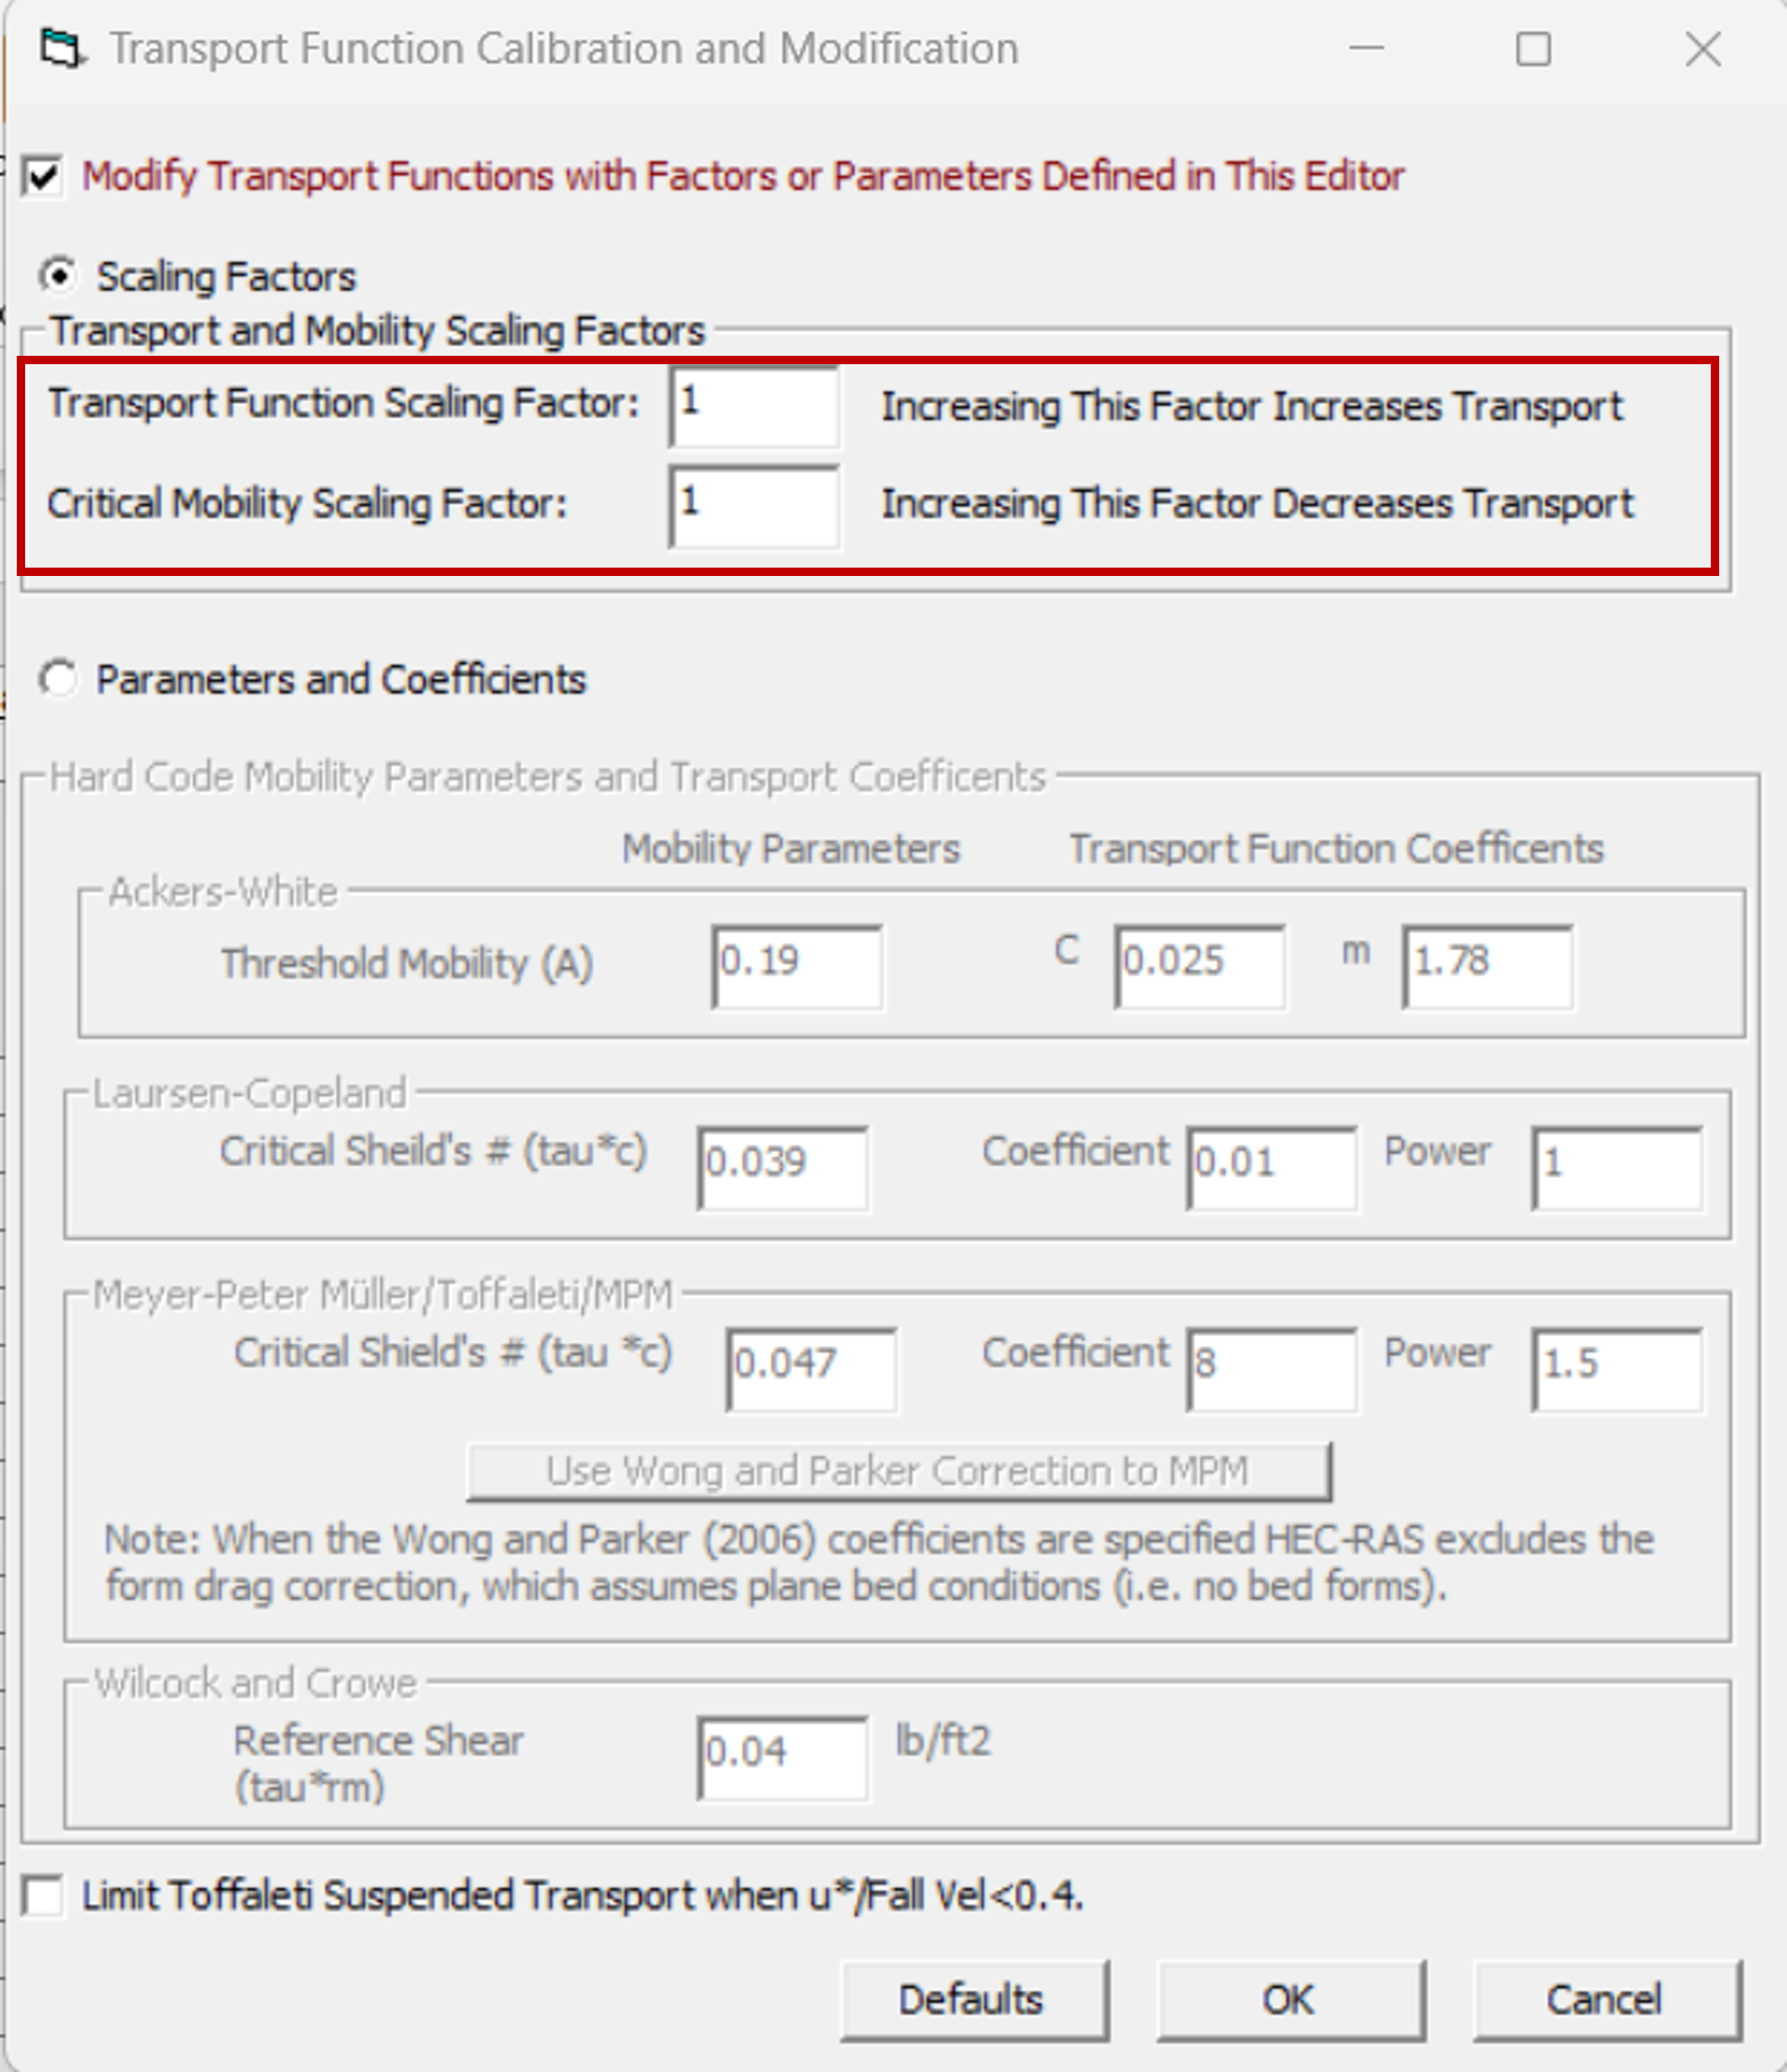 Transport Function Calibration and Modification
Modify Transport Functions with Factors or Parameters Defined in This Editor
Scaling Factors
Transport and Mobility Scaling Factors
Transport Function Scaling Factor: 1 Increasing This Factor Increases Transport
Critical Mobility Scaling Factor: 1 Increasing This Factor Decreases Transport
Parameters and Coefficients
Hard Code Mobility Parameters and Transport Coefficents
Mobility Parameters Transport Function Coefficents
Ackers-White
Threshold Mobility (A) 0.19 C 0.025 m 1.78
Laursen-Copeland
Critical Sheild's # (tau*c) 0.039 Coefficient 0.01 Power 1
Meyer-Peter Müller/Toffaleti/MPM
Critical Shield's # (tau *c) 0.047 Coefficient 8 Power 1.5
Use Wong and Parker Correction to MPM
Note: When the Wong and Parker (2006) coefficients are specified HEC-RAS excludes the
form drag correction, which assumes plane bed conditions (i.e. no bed forms).
Wilcock and Crowe
Reference Shear 0.04 lb/ft2
(tau*rm)
Limit Toffaleti Suspended Transport when u*/Fall Vel<0.4.
Defaults OK Cancel